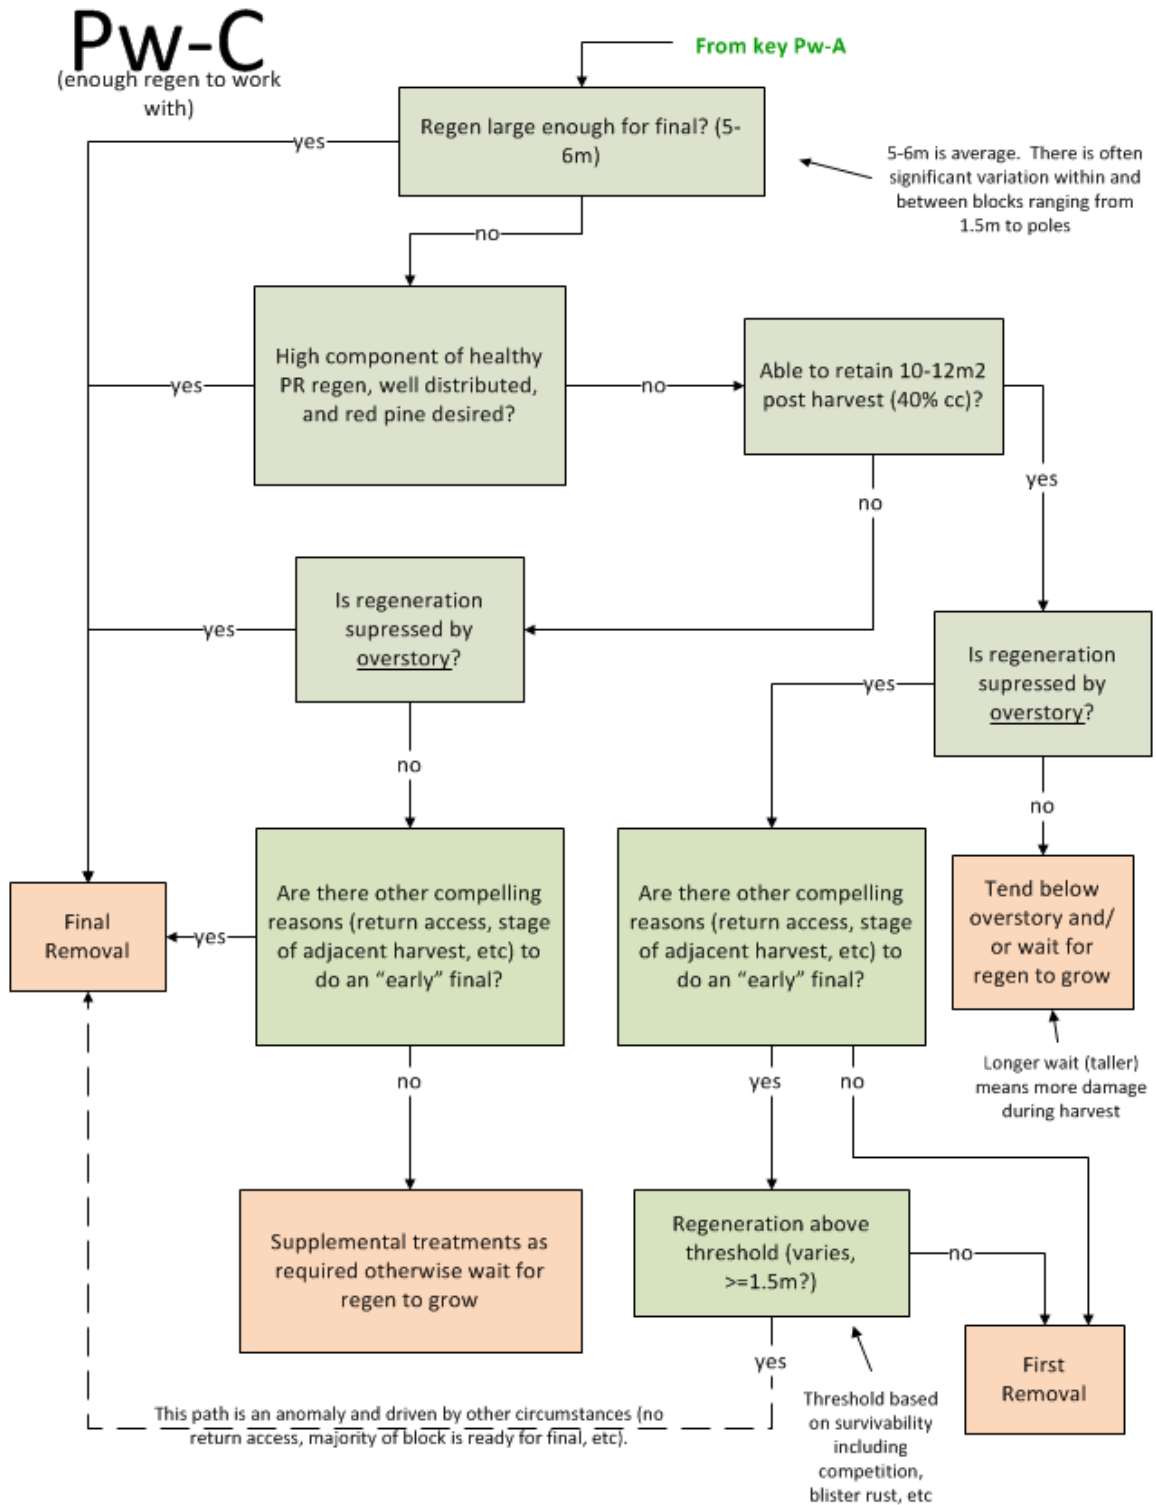 Pw-C
(enough regen to work
with)
From key Pw-A
Regen large enough for final? (5-
6m)
yes
5-6m is average. There is often
significant variation within and
between blocks ranging from
1.5m to poles
no
High component of healthy
PR regen, well distributed,
and red pine desired?
yes
no
Able to retain 10-12m2
post harvest (40% cc)?
yes
no
Is regeneration
supressed by
overstory?
yes
no
Is regeneration
supressed by
overstory?
yes
no
Are there other compelling
reasons (return access, stage
of adjacent harvest, etc) to
do an “early” final?
yes
no
Are there other compelling
reasons (return access, stage
of adjacent harvest, etc) to
do an “early” final?
yes
no
Tend below
overstory and/
or wait for
regen to grow
Final
Removal
Longer wait (taller)
means more damage
during harvest
Supplemental treatments as
required otherwise wait for
regen to grow
Regeneration above
threshold (varies,
>=1.5m?)
no
yes
First
Removal
Threshold based
on survivability
including
competition,
blister rust, etc
This path is an anomaly and driven by other circumstances (no
return access, majority of block is ready for final, etc).